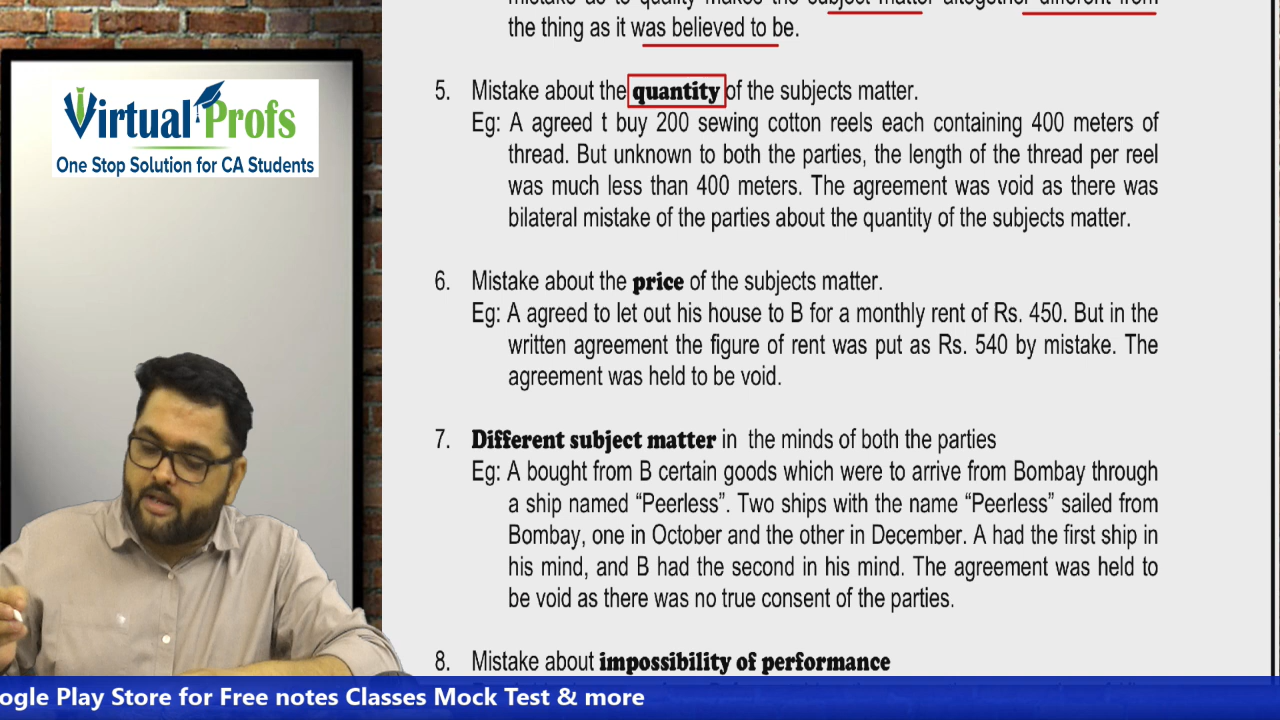 mistake as to quality makes the subject matter altogether different from
the thing as it was believed to be.
Virtual Profs
One Stop Solution for CA Students
5. Mistake about the quantity of the subjects matter.
Eg: A agreed t buy 200 sewing cotton reels each containing 400 meters of
thread. But unknown to both the parties, the length of the thread per reel
was much less than 400 meters. The agreement was void as there was
bilateral mistake of the parties about the quantity of the subjects matter.
6. Mistake about the price of the subjects matter.
Eg: A agreed to let out his house to B for a monthly rent of Rs. 450. But in the
written agreement the figure of rent was put as Rs. 540 by mistake. The
agreement was held to be void.
7. Different subject matter in the minds of both the parties
Eg: A bought from B certain goods which were to arrive from Bombay through
a ship named “Peerless”. Two ships with the name “Peerless” sailed from
Bombay, one in October and the other in December. A had the first ship in
his mind, and B had the second in his mind. The agreement was held to
be void as there was no true consent of the parties.
8. Mistake about impossibility of performance
ogle Play Store for Free notes Classes Mock Test & more